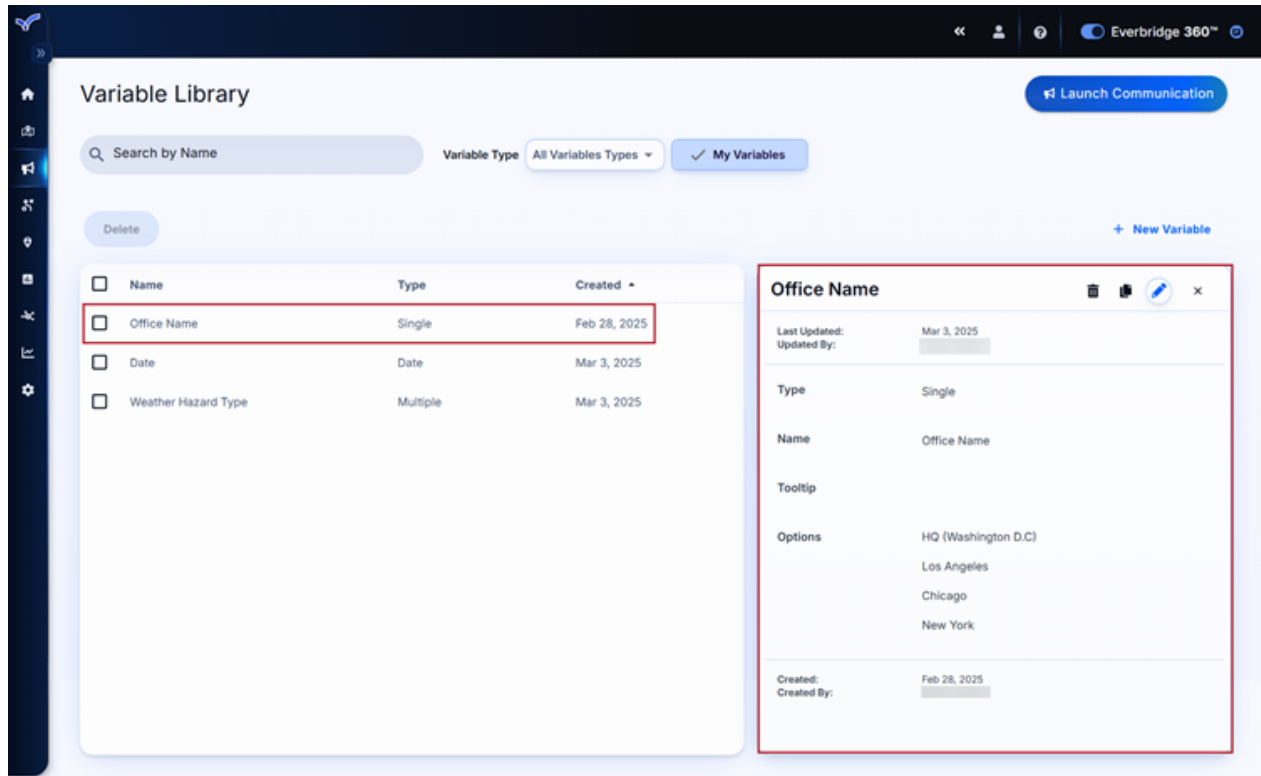 Everbridge 360™
Variable Library
Launch Communication
Search by Name
Variable Type All Variables Types My Variables
Delete
+ New Variable
Name Type Created
Office Name Single Feb 28, 2025
Date Date Mar 3, 2025
Weather Hazard Type Multiple Mar 3, 2025
Office Name
Last Updated: Mar 3, 2025
Updated By:
Type Single
Name Office Name
Tooltip
Options HQ (Washington D.C)
Los Angeles
Chicago
New York
Created: Feb 28, 2025
Created By: